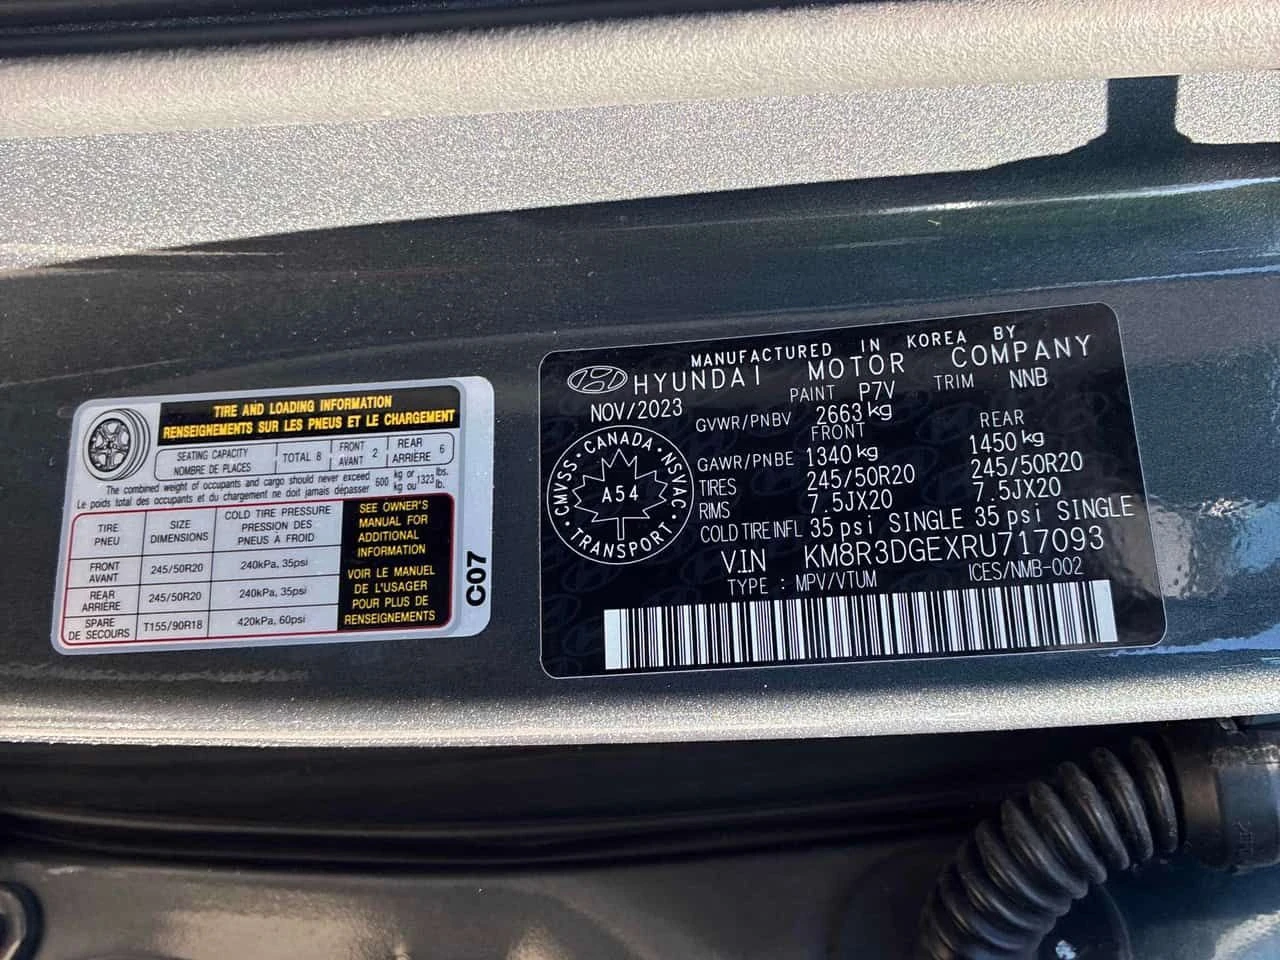 TIRE AND LOADING INFORMATION
RENSEIGNEMENTS SUR LES PNEUS ET LE CHARGEMENT
SEATING CAPACITY
NOMBRE DE PLACES
TOTAL 8
FRONT
AVANT 2
REAR
ARRIÈRE 6
The combined weight of occupants and cargo should never exceed 600 kg or 1323 lbs.
Le poids total des occupants et du chargement ne doit jamais dépasser 600 kg ou 1323 lb.
TIRE
PNEU
SIZE
DIMENSIONS
COLD TIRE PRESSURE
PRESSION DES
PNEUS À FROID
FRONT
AVANT
245/50R20
240kPa, 35psi
REAR
ARRIÈRE
245/50R20
240kPa, 35psi
SPARE
DE SECOURS
T155/90R18
420kPa, 60psi
SEE OWNER'S
MANUAL FOR
ADDITIONAL
INFORMATION
VOIR LE MANUEL
DE L'USAGER
POUR PLUS DE
RENSEIGNEMENTS
C07
MANUFACTURED IN KOREA BY
HYUNDAI MOTOR COMPANY
NOV/2023 PAINT P7V TRIM NNB
GVWR/PNBV 2663 kg
FRONT REAR
GAWR/PNBE 1340 kg 1450 kg
TIRES 245/50R20 245/50R20
RIMS 7.5JX20 7.5JX20
COLD TIRE INFL 35 psi SINGLE 35 psi SINGLE
V.I.N KM8R3DGEXRU717093
TYPE : MPV/VTUM ICES/NMB-002
CANADA • NSVAC • TRANSPORT • CMVSS •
A54